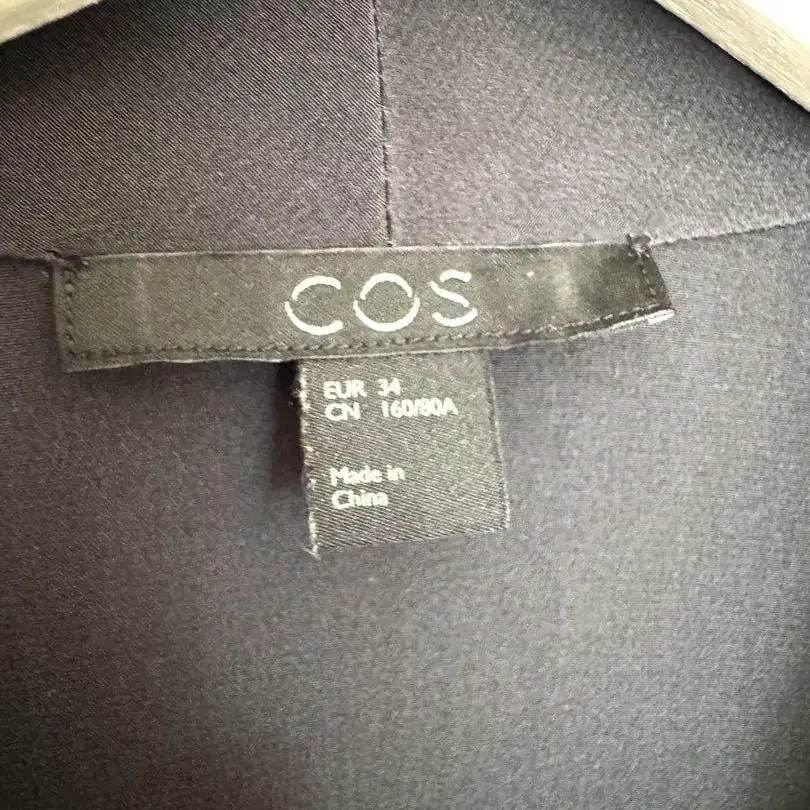 COS
EUR 34
CN 160/80A
Made in
China